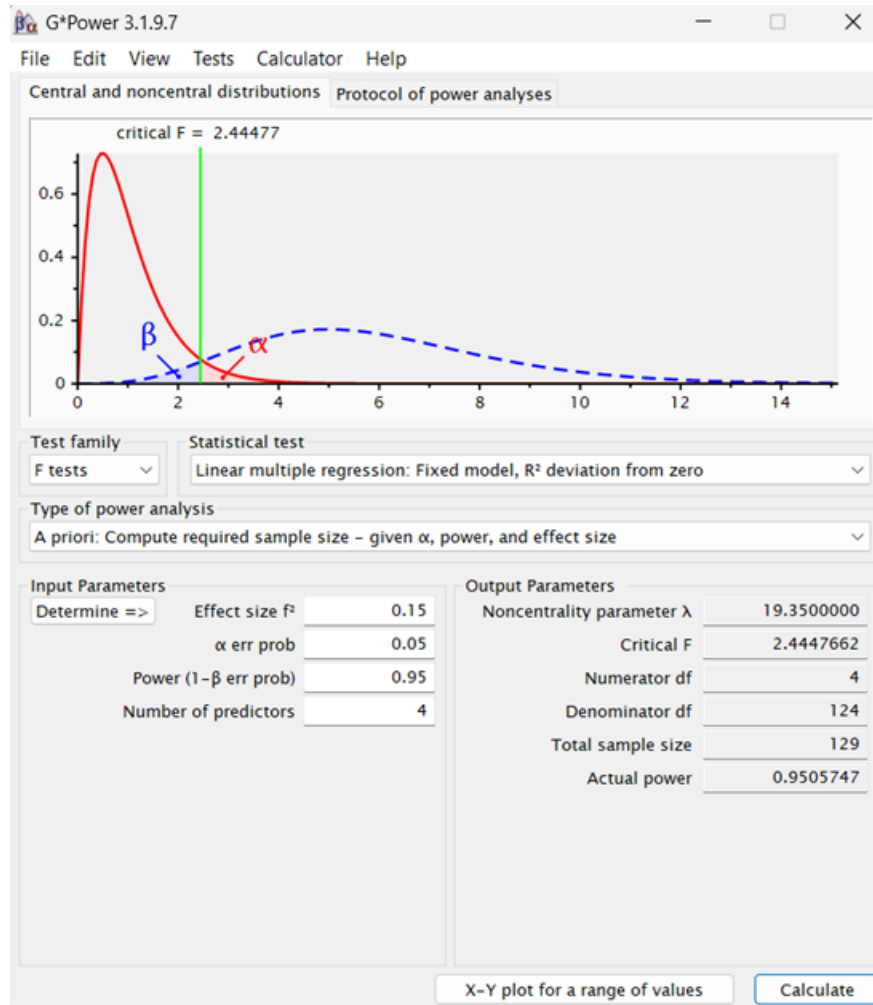 G*Power 3.1.9.7
File Edit View Tests Calculator Help
Central and noncentral distributions Protocol of power analyses
critical F = 2.44477
0.6
0.4
0.2
0
β
α
0 2 4 6 8 10 12 14
Test family Statistical test
F tests Linear multiple regression: Fixed model, R² deviation from zero
Type of power analysis
A priori: Compute required sample size – given α, power, and effect size
Input Parameters Output Parameters
Determine => Effect size f² 0.15 Noncentrality parameter λ 19.3500000
α err prob 0.05 Critical F 2.4447662
Power (1-β err prob) 0.95 Numerator df 4
Number of predictors 4 Denominator df 124
Total sample size 129
Actual power 0.9505747
X-Y plot for a range of values Calculate